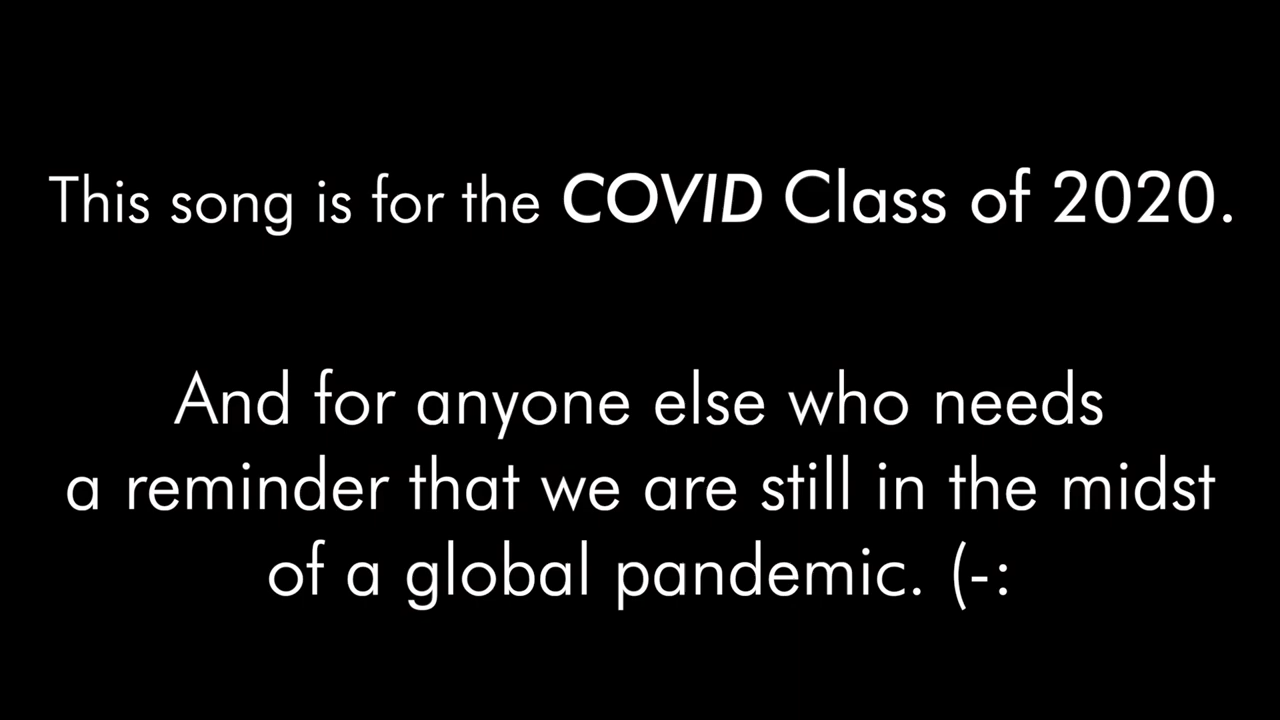 This song is for the COVID Class of 2020.
And for anyone else who needs
a reminder that we are still in the midst
of a global pandemic. (-: